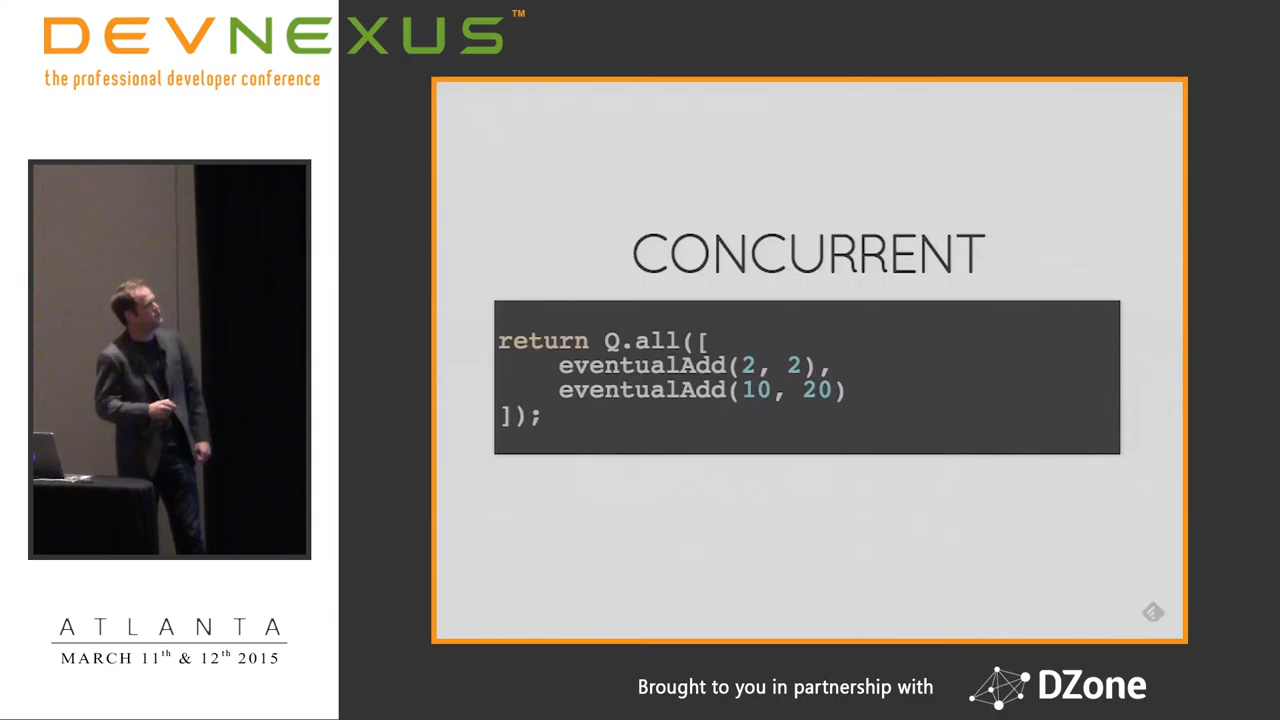 DEVNEXUS™
the professional developer conference
CONCURRENT
return Q.all([
    eventualAdd(2, 2),
    eventualAdd(10, 20)
]);
ATLANTA
MARCH 11th & 12th 2015
Brought to you in partnership with DZone